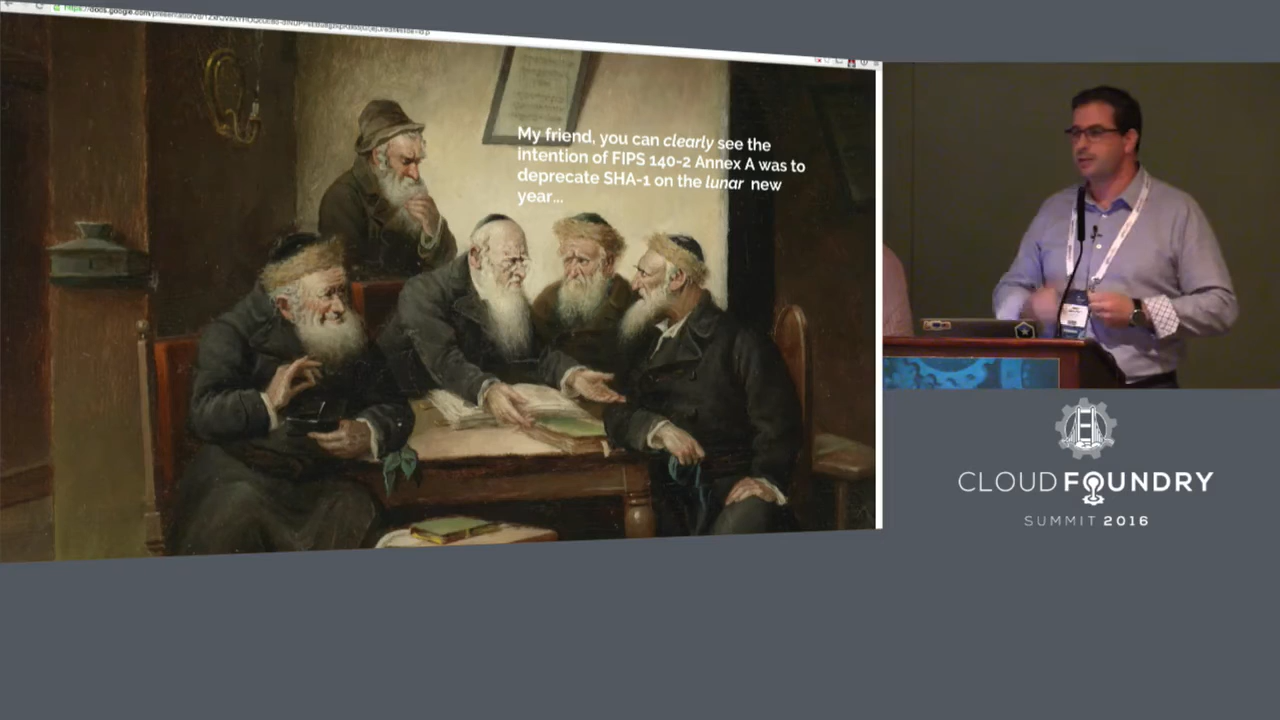 My friend, you can clearly see the
intention of FIPS 140-2 Annex A was to
deprecate SHA-1 on the lunar new
year...
CLOUD FOUNDRY
SUMMIT 2016